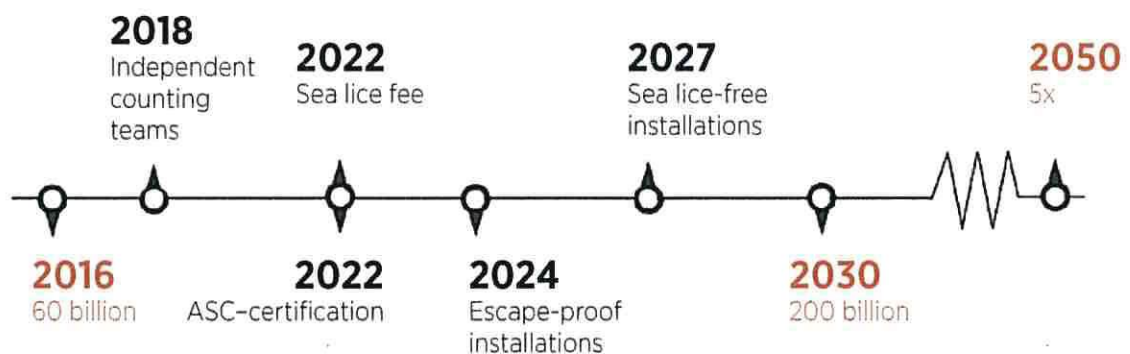 2018
Independent
counting
teams
2022
Sea lice fee
2027
Sea lice-free
installations
2050
5x
2016
60 billion
2022
ASC-certification
2024
Escape-proof
installations
2030
200 billion